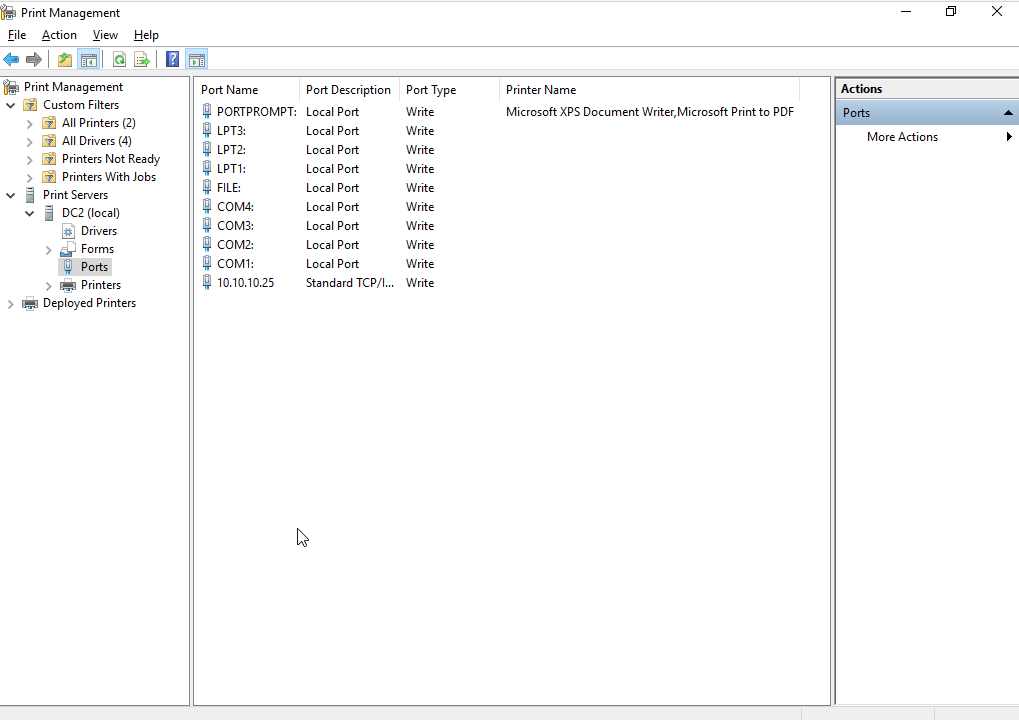 Print Management
File Action View Help
Print Management
Custom Filters
All Printers (2)
All Drivers (4)
Printers Not Ready
Printers With Jobs
Print Servers
DC2 (local)
Drivers
Forms
Ports
Printers
Deployed Printers
Port Name Port Description Port Type Printer Name
PORTPROMPT: Local Port Write Microsoft XPS Document Writer,Microsoft Print to PDF
LPT3: Local Port Write
LPT2: Local Port Write
LPT1: Local Port Write
FILE: Local Port Write
COM4: Local Port Write
COM3: Local Port Write
COM2: Local Port Write
COM1: Local Port Write
10.10.10.25 Standard TCP/I... Write
Actions
Ports
More Actions